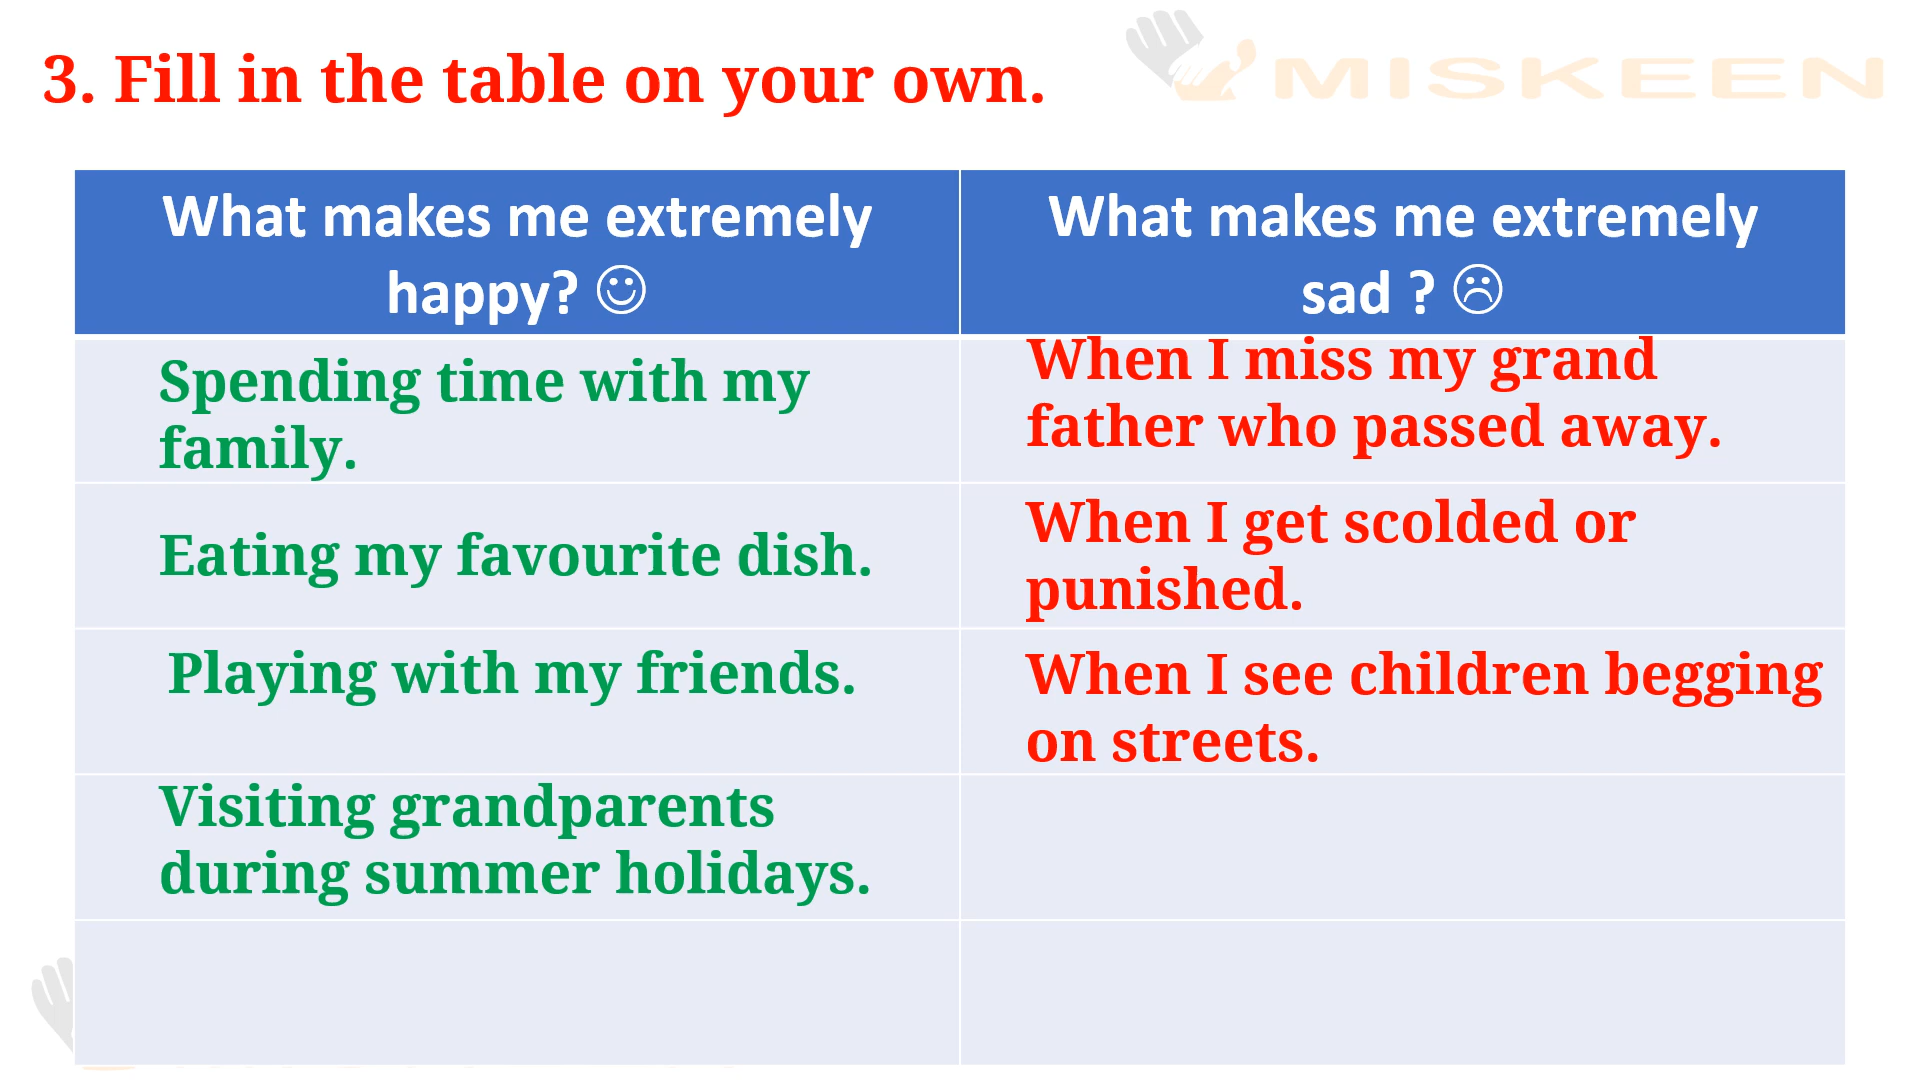 3. Fill in the table on your own.
MISKEEN
What makes me extremely
happy? ☺
What makes me extremely
sad ? ☹
Spending time with my
family.
When I miss my grand
father who passed away.
Eating my favourite dish.
When I get scolded or
punished.
Playing with my friends.
When I see children begging
on streets.
Visiting grandparents
during summer holidays.